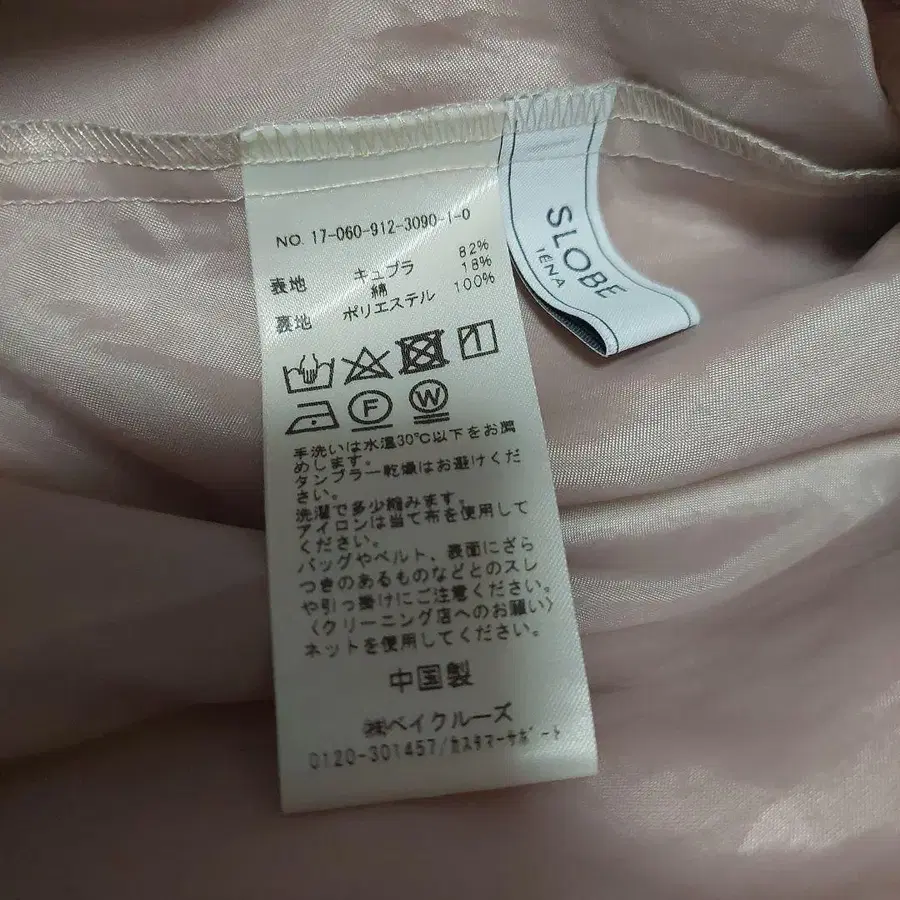 NO. 17-060-912-3090-1-0
表地 キュプラ 82%
綿 18%
裏地 ポリエステル 100%
F W
手洗いは水温30℃以下をお奨
めします。
タンブラー乾燥はお避けくだ
さい。
洗濯で多少縮みます。
アイロンは当て布を使用して
ください。
バッグやベルト、表面にざら
つきのあるものなどとのスレ
や引っ掛けにご注意ください。
〈クリーニング店へのお願い〉
ネットを使用してください。
中国製
㈱ベイクルーズ
0120-301457/カスタマーサポート
SLOBE
IENA